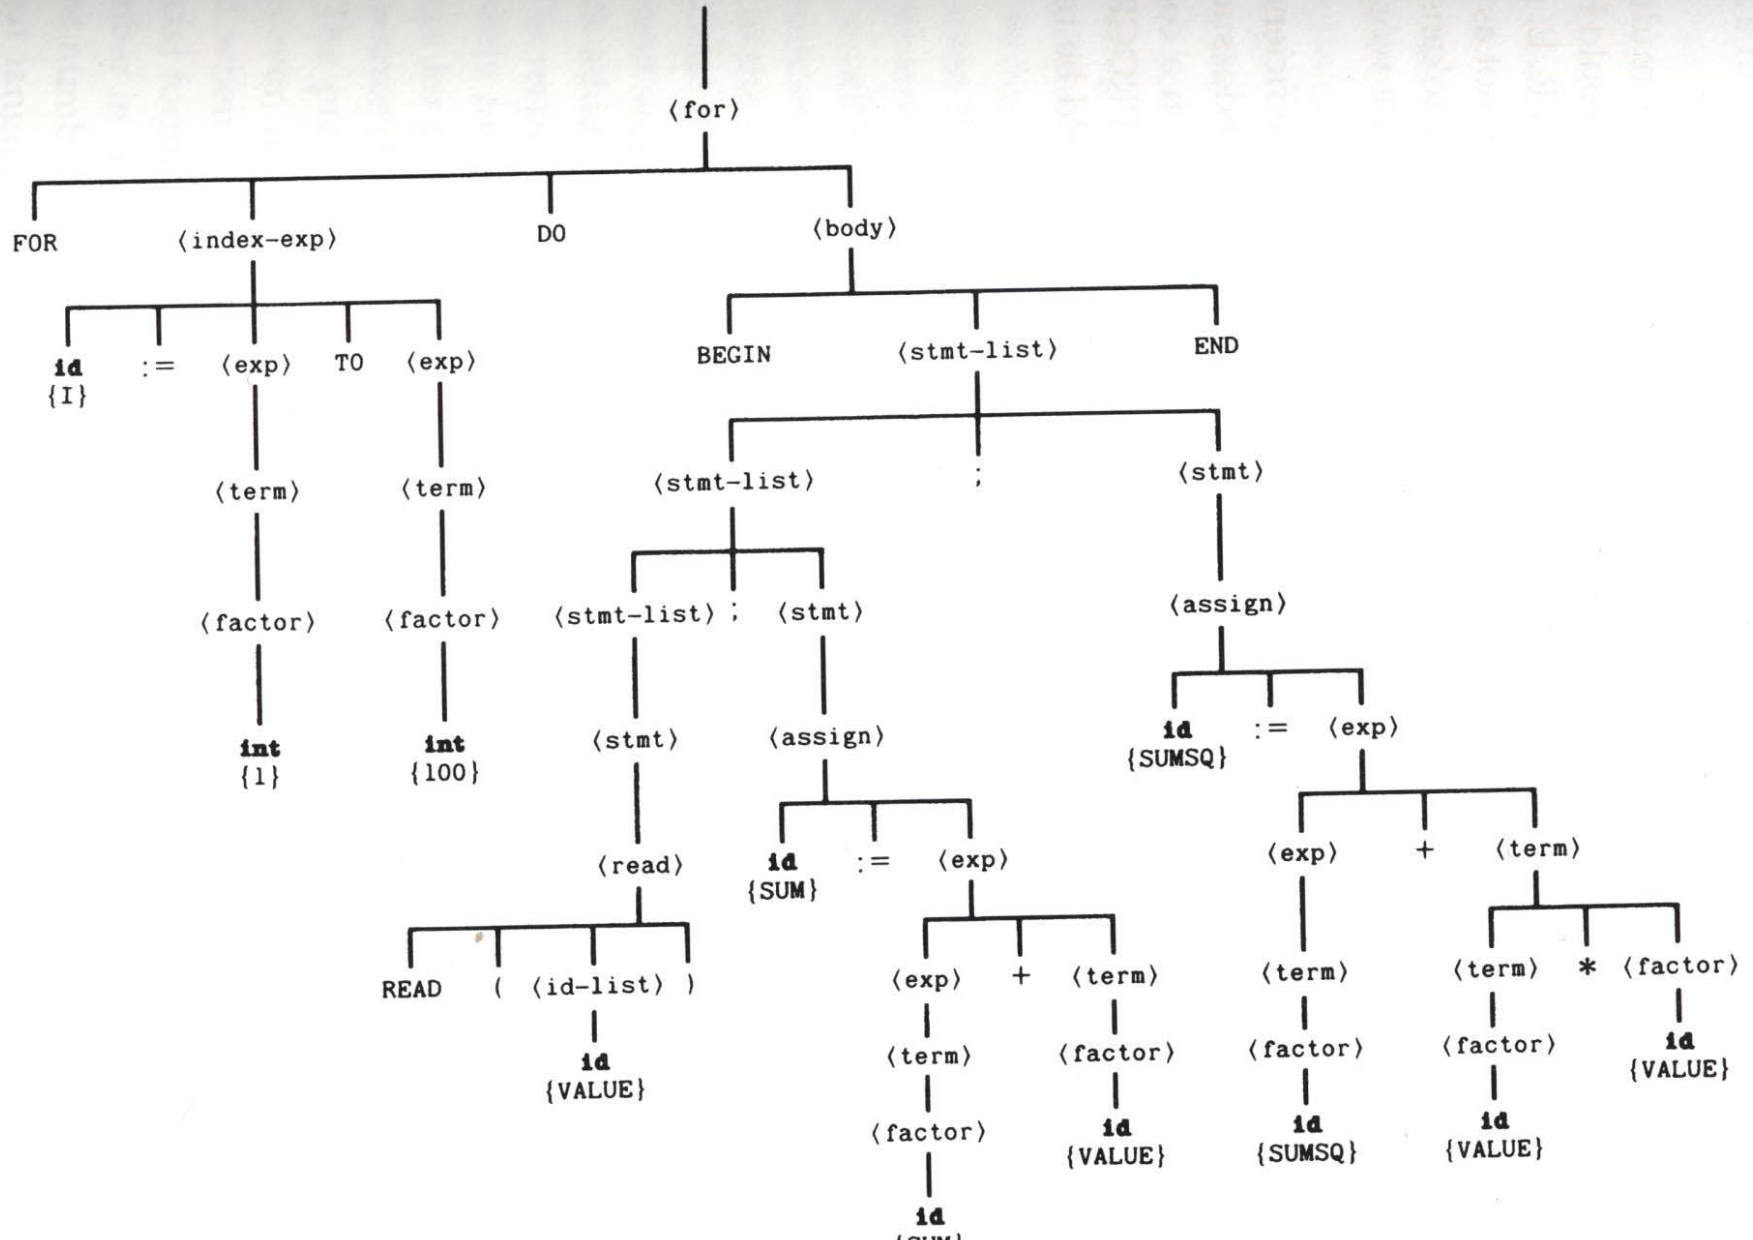 ⟨for⟩
FOR ⟨index-exp⟩ DO ⟨body⟩
BEGIN ⟨stmt-list⟩ END
id := ⟨exp⟩ TO ⟨exp⟩
{I}
⟨stmt-list⟩ ; ⟨stmt⟩
⟨term⟩ ⟨term⟩
⟨stmt-list⟩ ; ⟨stmt⟩ ⟨assign⟩
⟨factor⟩ ⟨factor⟩
id := ⟨exp⟩
{SUMSQ}
int int ⟨stmt⟩ ⟨assign⟩
{1} {100}
id := ⟨exp⟩ ⟨exp⟩ + ⟨term⟩
{SUM}
⟨read⟩
READ ( ⟨id-list⟩ ) ⟨exp⟩ + ⟨term⟩ ⟨term⟩ ⟨term⟩ * ⟨factor⟩
id ⟨term⟩ ⟨factor⟩ ⟨factor⟩ ⟨factor⟩ id
{VALUE} {VALUE}
⟨factor⟩ id id id
{VALUE} {SUMSQ} {VALUE}
id
{SUM}